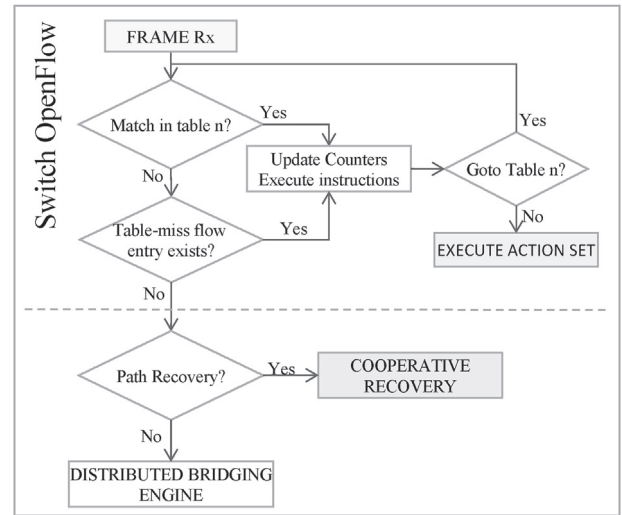 Switch OpenFlow
FRAME Rx
Yes
Yes
Match in table n?
Update Counters
Execute instructions
Goto Table n?
No
No
Table-miss flow
entry exists?
Yes
EXECUTE ACTION SET
No
Path Recovery?
Yes
COOPERATIVE
RECOVERY
No
DISTRIBUTED BRIDGING
ENGINE